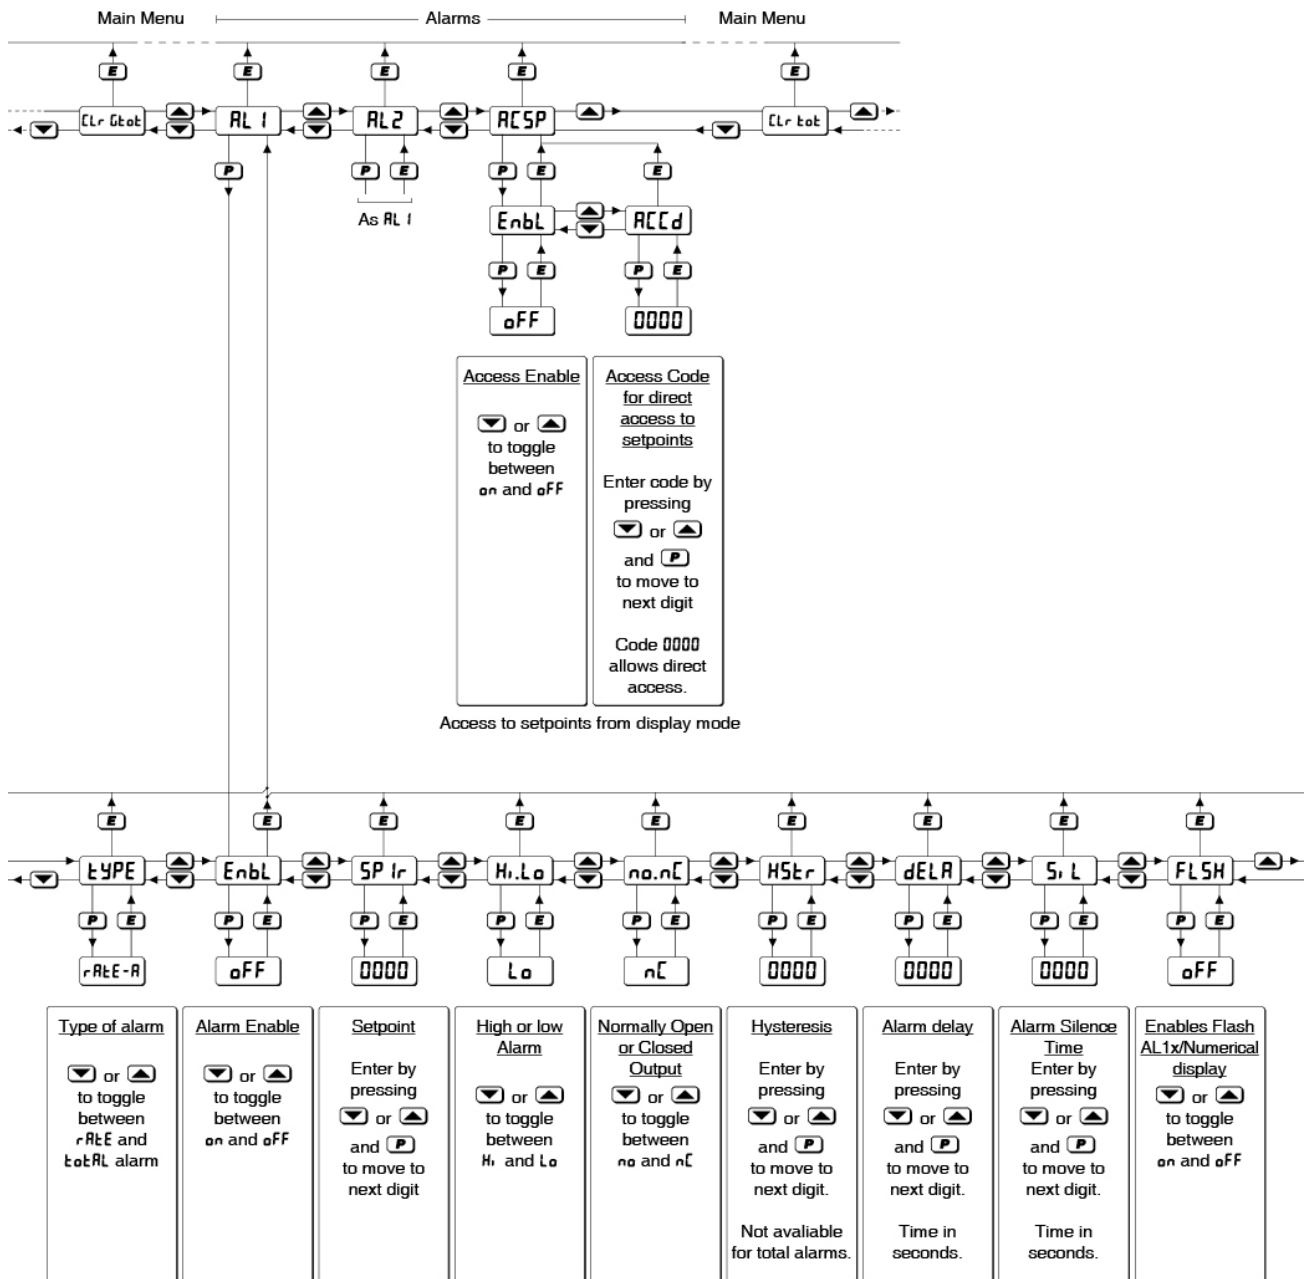 Main Menu Alarms Main Menu
E E E E E
CLr Gtot AL1 AL2 ACSP CLr tot
P P E P E E
As AL1
EnbL ACCd
P E P E
oFF 0000
Access Enable
or
to toggle
between
on and oFF
Access Code
for direct
access to
setpoints
Enter code by
pressing
or
and P
to move to
next digit
Code 0000
allows direct
access.
Access to setpoints from display mode
E E E E E E E E E
tYPE EnbL SP1r Hi.Lo no.nC HStr dELA SiL FLSH
P E P E P E P E P E P E P E P E P E
rAtE-A oFF 0000 Lo nC 0000 0000 0000 oFF
Type of alarm
or
to toggle
between
rAtE and
totAL alarm
Alarm Enable
or
to toggle
between
on and oFF
Setpoint
Enter by
pressing
or
and P
to move to
next digit
High or low
Alarm
or
to toggle
between
Hi and Lo
Normally Open
or Closed
Output
or
to toggle
between
no and nC
Hysteresis
Enter by
pressing
or
and P
to move to
next digit.
Not avaliable
for total alarms.
Alarm delay
Enter by
pressing
or
and P
to move to
next digit.
Time in
seconds.
Alarm Silence
Time
Enter by
pressing
or
and P
to move to
next digit.
Time in
seconds.
Enables Flash
AL1x/Numerical
display
or
to toggle
between
on and oFF